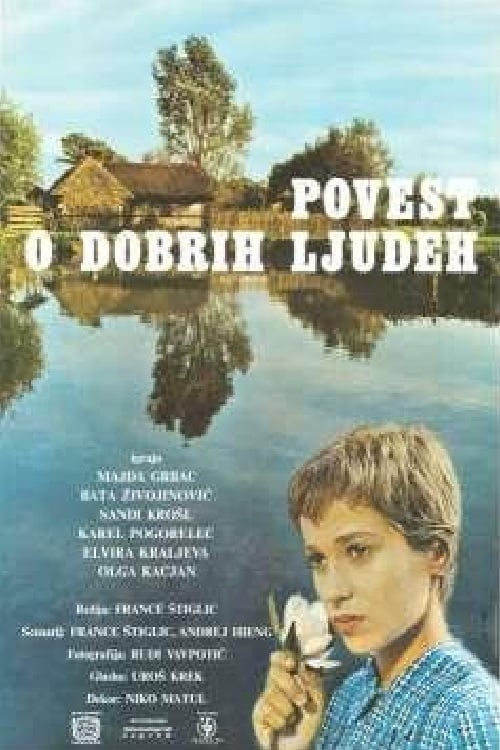 POVEST
O DOBRIH LJUDEH
igrajo
MAJDA GRBAC
BATA ŽIVOJINOVIĆ
SANDI KROŠL
KAREL POGORELEC
ELVIRA KRALJEVA
OLGA KACJAN
Režija: FRANCE ŠTIGLIC
Scenarij: FRANCE ŠTIGLIC, ANDREJ HIENG
Fotografija: RUDI VAVPOTIČ
Glasba: UROŠ KREK
Dekor: NIKO MATUL